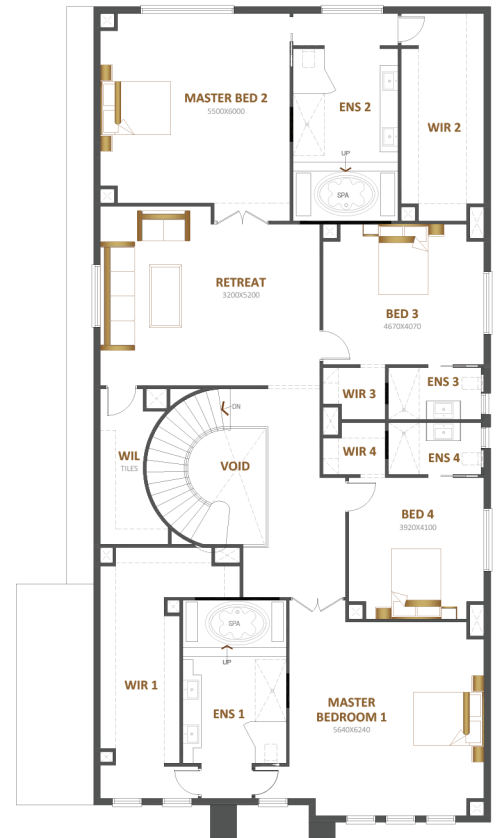 MASTER BED 2
5500X6000
ENS 2
WIR 2
UP
SPA
RETREAT
3200X5200
BED 3
4670X4070
ENS 3
WIR 3
DN
WIL
TILES
VOID
WIR 4
ENS 4
BED 4
3920X4100
SPA
UP
WIR 1
ENS 1
MASTER
BEDROOM 1
5640X6240